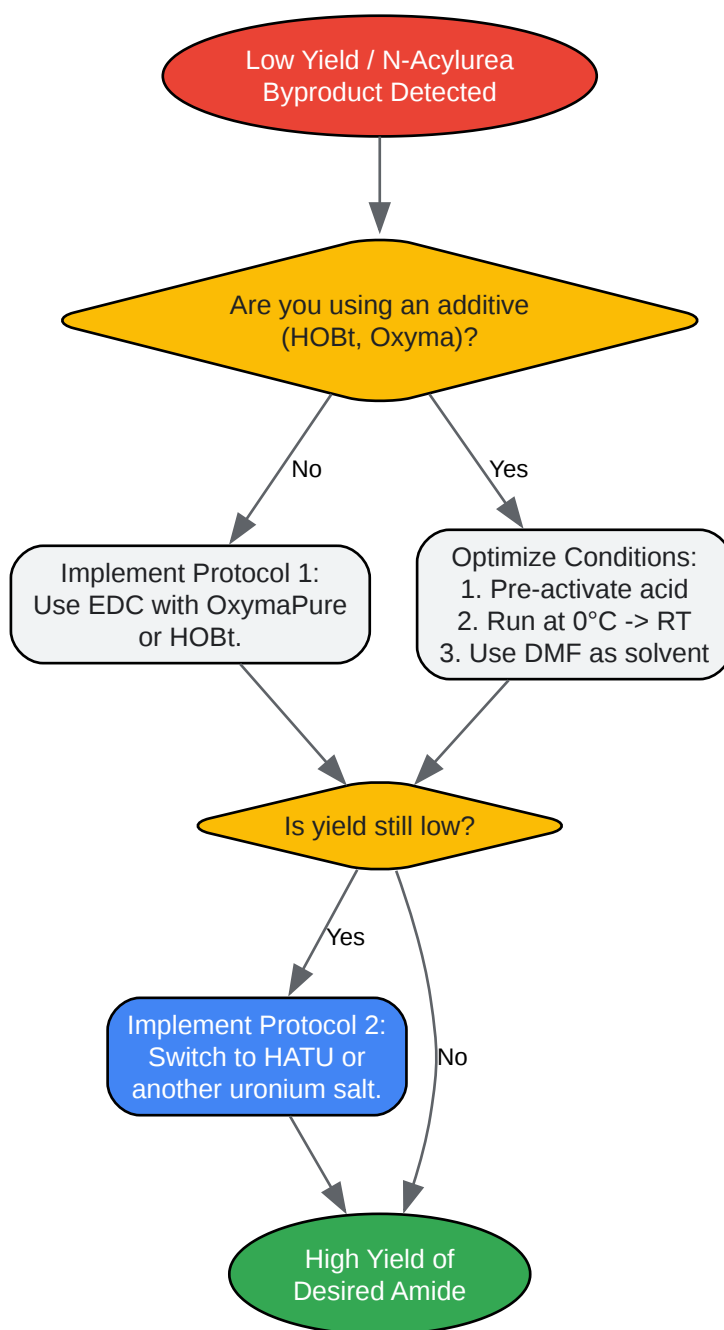 Low Yield / N-Acylurea
Byproduct Detected
Are you using an additive
(HOBt, Oxyma)?
No
Yes
Implement Protocol 1:
Use EDC with OxymaPure
or HOBt.
Optimize Conditions:
1. Pre-activate acid
2. Run at 0°C -> RT
3. Use DMF as solvent
Is yield still low?
Yes
Implement Protocol 2:
Switch to HATU or
another uronium salt.
No
High Yield of
Desired Amide